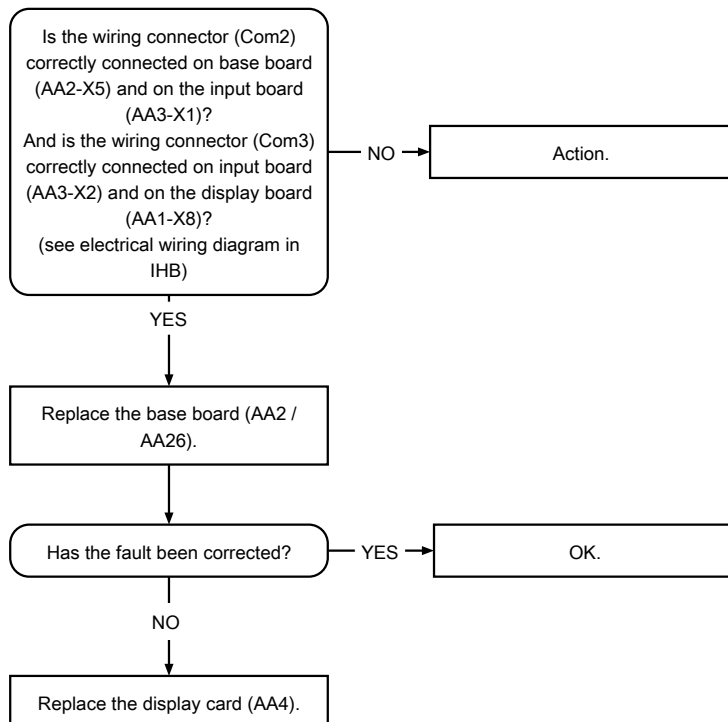 Is the wiring connector (Com2)
correctly connected on base board
(AA2-X5) and on the input board
(AA3-X1)?
And is the wiring connector (Com3)
correctly connected on input board
(AA3-X2) and on the display board
(AA1-X8)?
(see electrical wiring diagram in
IHB)
NO
Action.
YES
Replace the base board (AA2 /
AA26).
Has the fault been corrected?
YES
OK.
NO
Replace the display card (AA4).